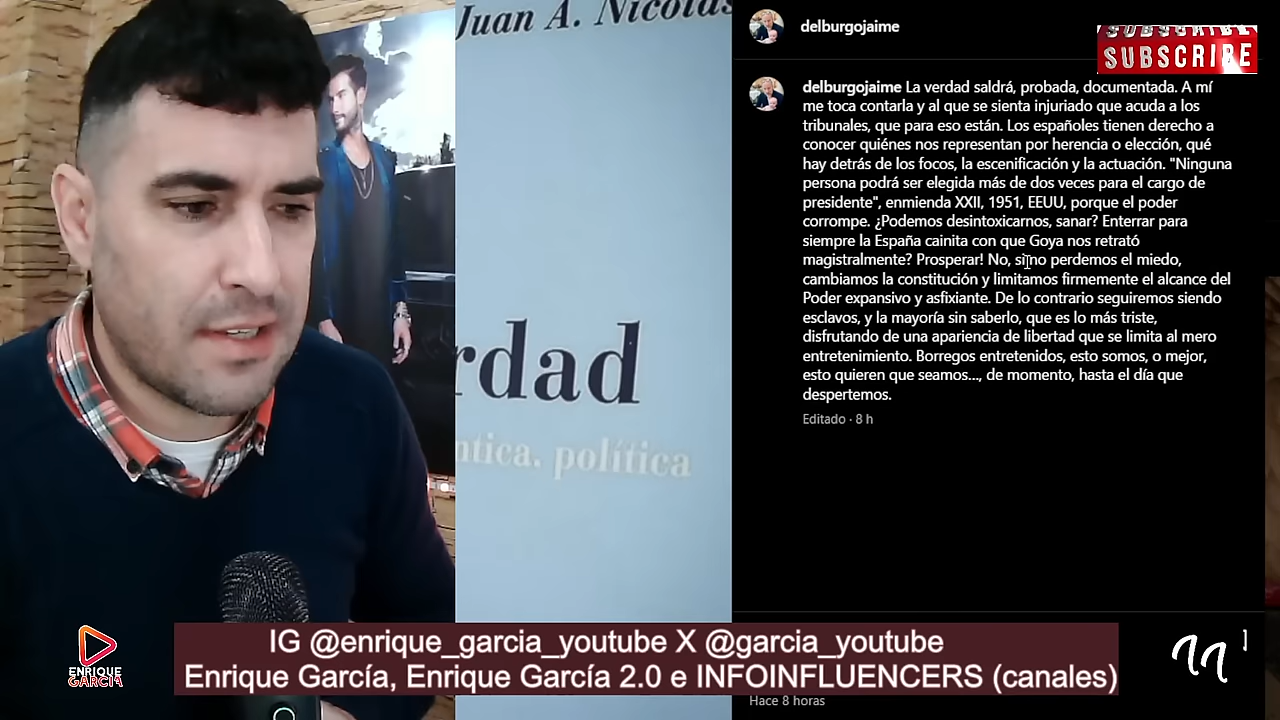 Juan A. Nicolás
rdad
ntica. política
delburgojaime
SUBSCRIBE
SUBSCRIBE
delburgojaime La verdad saldrá, probada, documentada. A mí
me toca contarla y al que se sienta injuriado que acuda a los
tribunales, que para eso están. Los españoles tienen derecho a
conocer quiénes nos representan por herencia o elección, qué
hay detrás de los focos, la escenificación y la actuación. "Ninguna
persona podrá ser elegida más de dos veces para el cargo de
presidente", enmienda XXII, 1951, EEUU, porque el poder
corrompe. ¿Podemos desintoxicarnos, sanar? Enterrar para
siempre la España cainita con que Goya nos retrató
magistralmente? Prosperar! No, si no perdemos el miedo,
cambiamos la constitución y limitamos firmemente el alcance del
Poder expansivo y asfixiante. De lo contrario seguiremos siendo
esclavos, y la mayoría sin saberlo, que es lo más triste,
disfrutando de una apariencia de libertad que se limita al mero
entretenimiento. Borregos entretenidos, esto somos, o mejor,
esto quieren que seamos..., de momento, hasta el día que
despertemos.
Editado · 8 h
IG @enrique_garcia_youtube X @garcia_youtube
Enrique García, Enrique García 2.0 e INFOINFLUENCERS (canales)
ENRIQUE
GARCÍA
Hace 8 horas